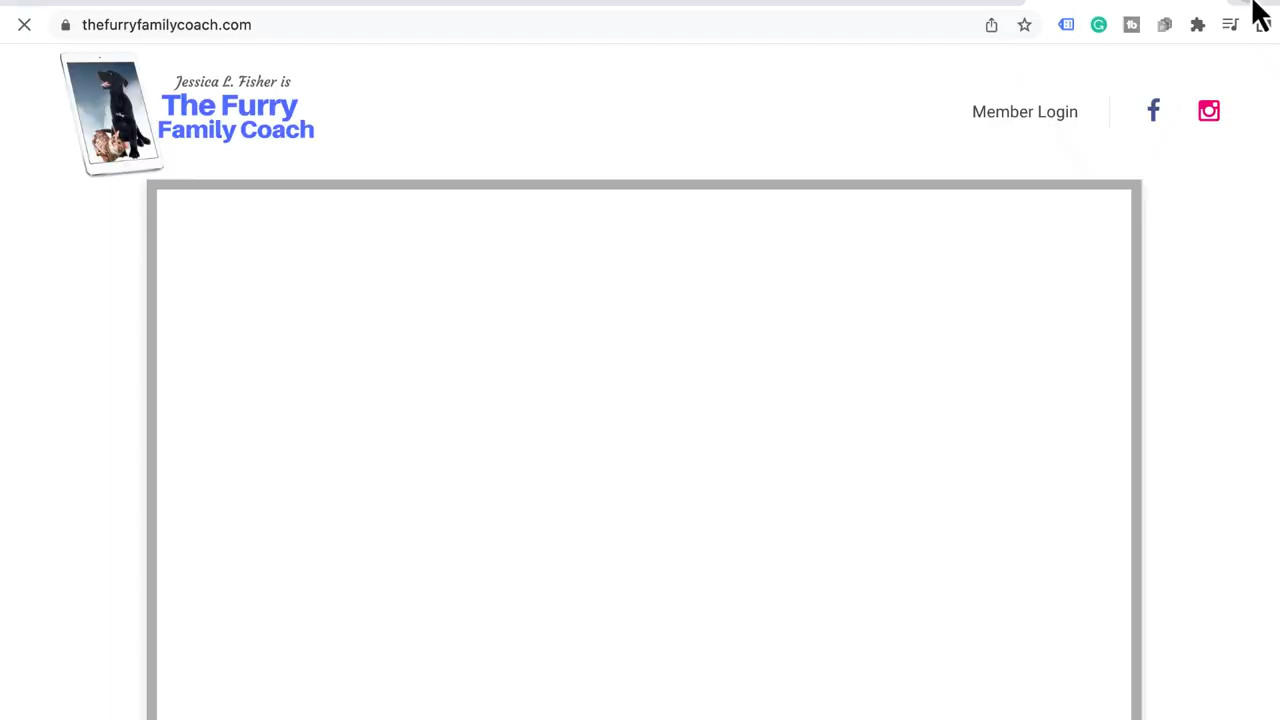 thefurryfamilycoach.com
Jessica L. Fisher is
The Furry
Family Coach
Member Login